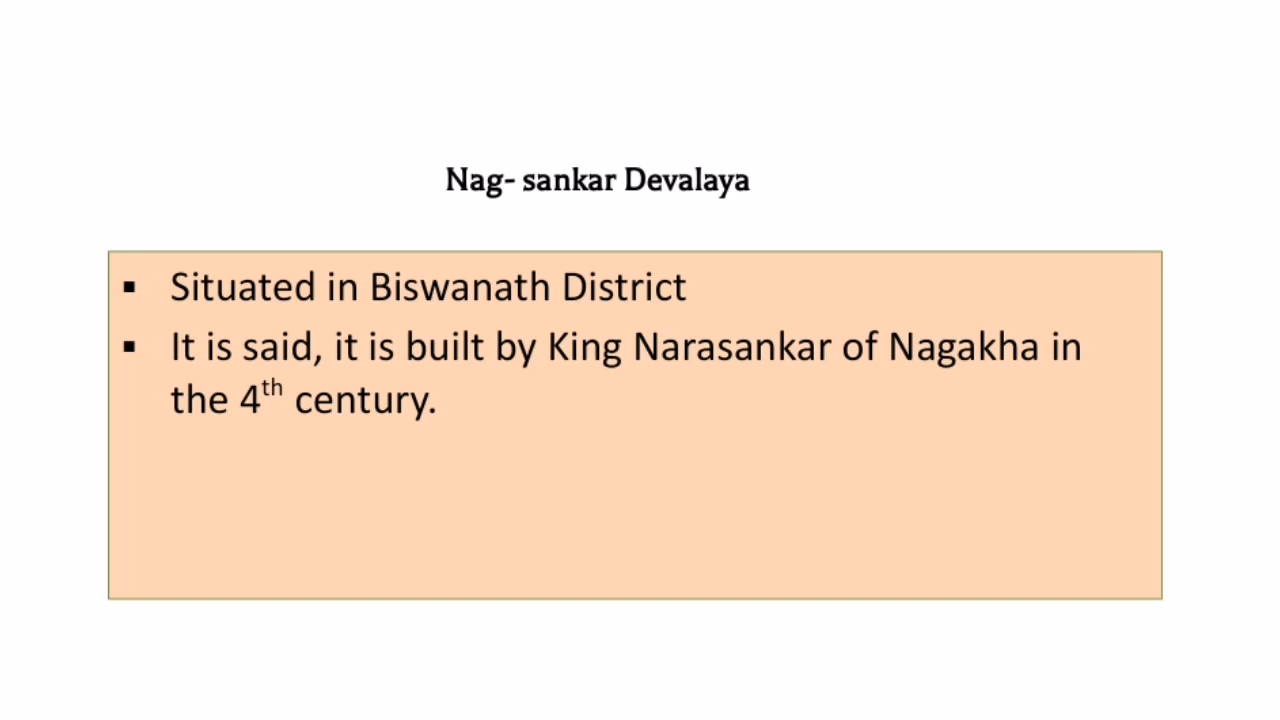 Nag- sankar Devalaya
▪ Situated in Biswanath District
▪ It is said, it is built by King Narasankar of Nagakha in
the 4th century.